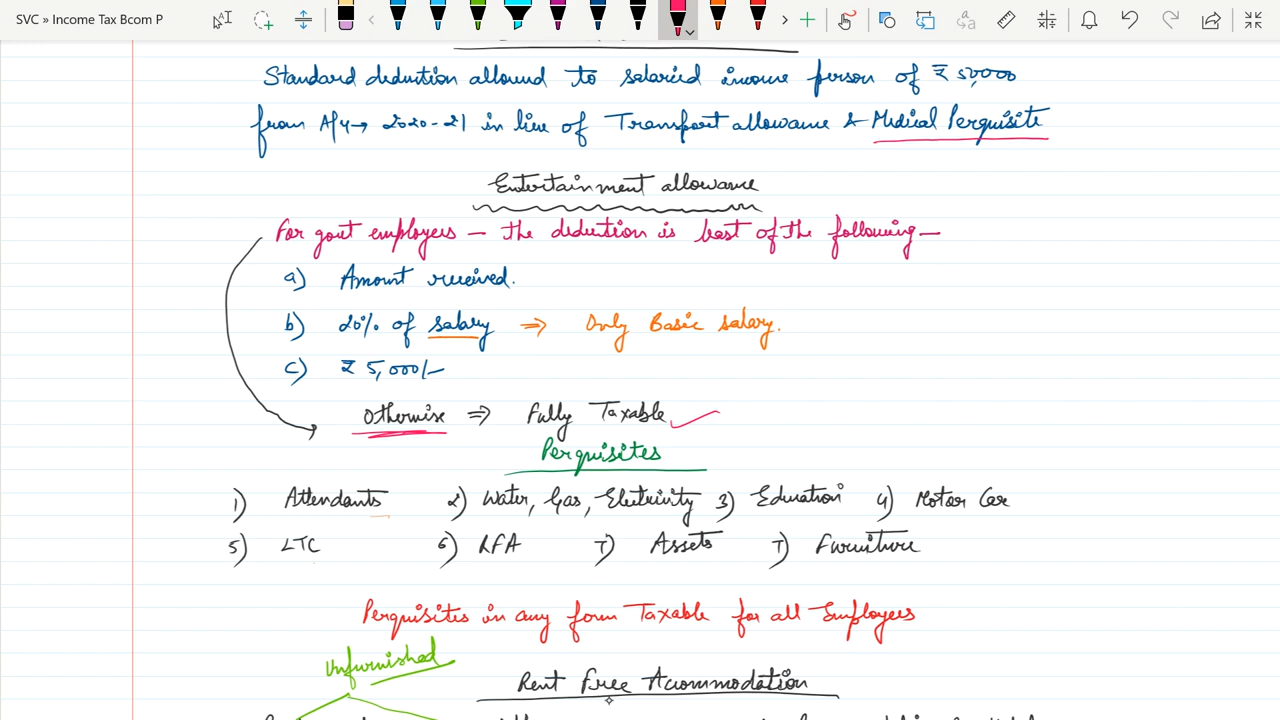 SVC » Income Tax Bcom P
Standard deduction allowed to salaried income person of ₹ 50,000
from A/y → 2020-21 in line of Transport allowance & Medical Perquisite
Entertainment allowance
For govt employers — the deduction is best of the following —
a) Amount received.
b) 20% of salary ⇒ Only Basic salary.
c) ₹ 5,000/-
Otherwise ⇒ Fully Taxable ✓
Perquisites
1) Attendants 2) Water, Gas, Electricity 3) Education 4) Motor Car
5) LTC 6) RFA 7) Assets 7) Furniture
Perquisites in any form Taxable for all Employees
Unfurnished
Rent Free Accommodation